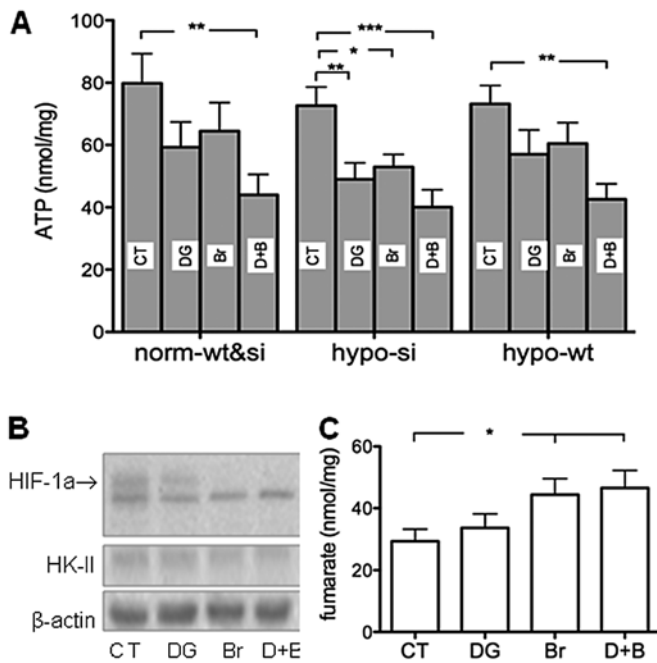 A
ATP (nmol/mg)
100
80
60
40
20
0
** 
***
*
**
**
CT DG Br D+B
CT DG Br D+B
CT DG Br D+B
norm-wt&si hypo-si hypo-wt
B
HIF-1a→
HK-II
β-actin
CT DG Br D+B
C
fumarate (nmol/mg)
60
40
20
0
*
CT DG Br D+B